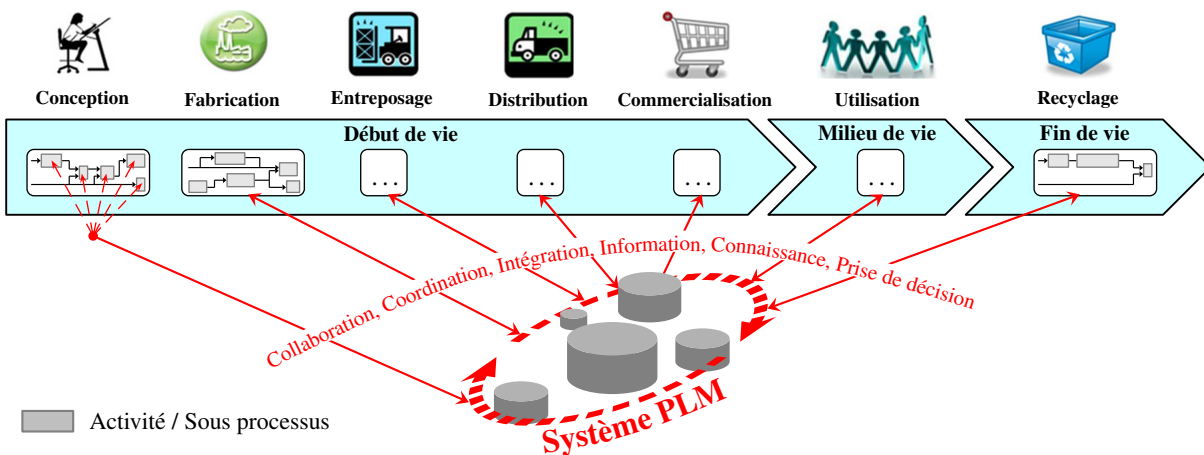 Conception
Fabrication
Entreposage
Distribution
Commercialisation
Utilisation
Recyclage
Début de vie
Milieu de vie
Fin de vie
. . .
. . .
. . .
. . .
Collaboration, Coordination, Intégration, Information, Connaissance, Prise de décision
Système PLM
Activité / Sous processus